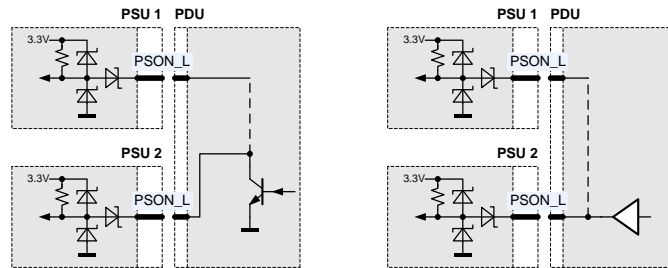 PSU 1 PDU
3.3V
PSON_L
PSU 2
3.3V
PSON_L
PSU 1 PDU
3.3V
PSON_L
PSU 2
3.3V
PSON_L